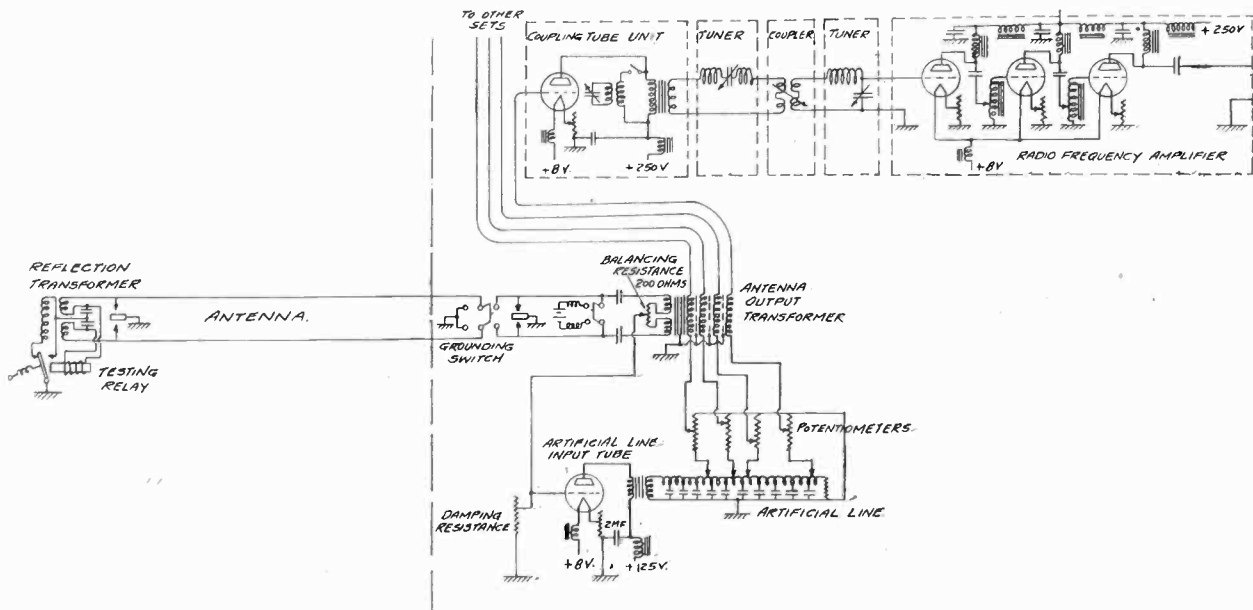 TO OTHER
SETS
COUPLING TUBE UNIT
TUNER
COUPLER
TUNER
+250V
+8V.
+250V
+8V
RADIO FREQUENCY AMPLIFIER
REFLECTION
TRANSFORMER
ANTENNA.
GROUNDING
SWITCH
BALANCING
RESISTANCE
200 OHMS
ANTENNA
OUTPUT
TRANSFORMER
TESTING
RELAY
POTENTIOMETERS
ARTIFICIAL LINE
INPUT TUBE
DAMPING
RESISTANCE
2MF
+8V.
+125V.
ARTIFICIAL LINE